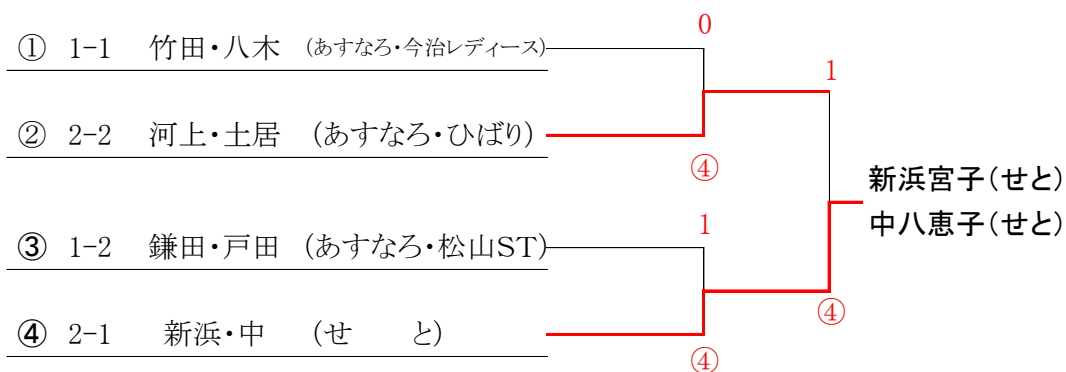 0
① 1-1 竹田・八木 (あすなろ・今治レディース)
1
② 2-2 河上・土居 (あすなろ・ひばり)
④
新浜宮子(せと)
中八恵子(せと)
1
③ 1-2 鎌田・戸田 (あすなろ・松山ST)
④
④ 2-1 新浜・中 (せ と)
④